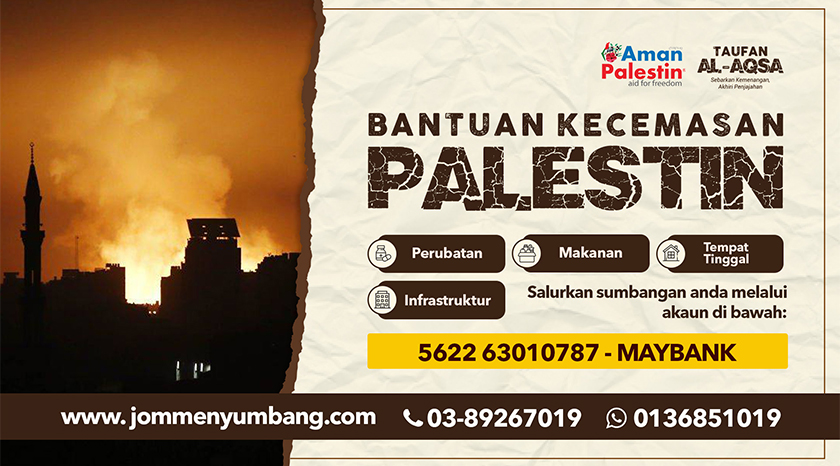 Aman
Palestin
aid for freedom
TAUFAN
AL-AQSA
Sebarkan Kemenangan,
Akhiri Penjajahan
BANTUAN KECEMASAN
PALESTIN
Perubatan
Makanan
Tempat
Tinggal
Infrastruktur
Salurkan sumbangan anda melalui
akaun di bawah:
5622 63010787 - MAYBANK
www. jommenyumbang.com
03-89267019
0136851019